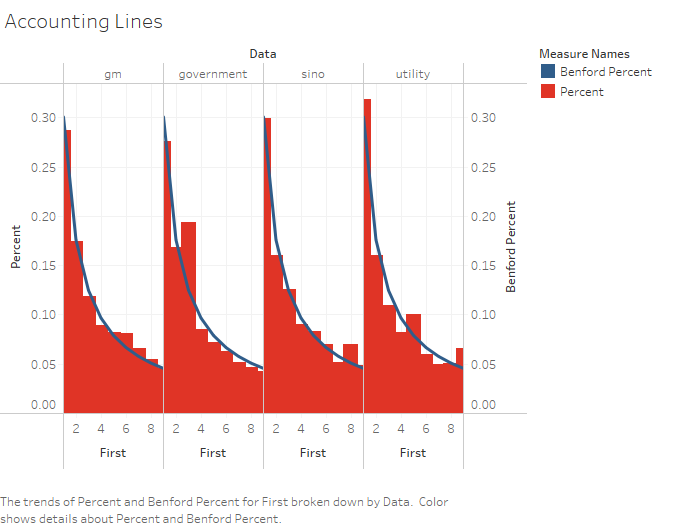 Accounting Lines
Data
gm government sino utility
Measure Names
Benford Percent
Percent
0.30 0.30
0.25 0.25
0.20 0.20
0.15 0.15
0.10 0.10
0.05 0.05
0.00 0.00
Percent
Benford Percent
2 4 6 8 2 4 6 8 2 4 6 8 2 4 6 8
First First First First
The trends of Percent and Benford Percent for First broken down by Data. Color
shows details about Percent and Benford Percent.